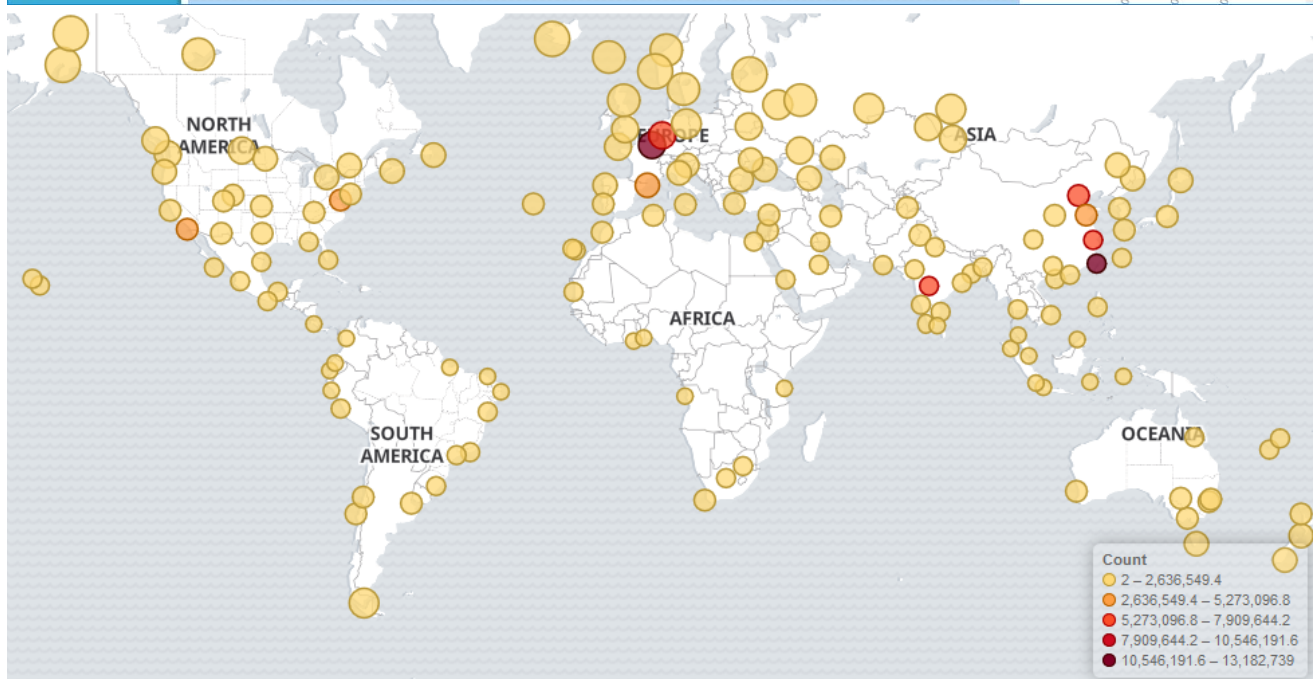 NORTH
AMERICA
EUROPE
ASIA
AFRICA
SOUTH
AMERICA
OCEANIA
Count
2 – 2,636,549.4
2,636,549.4 – 5,273,096.8
5,273,096.8 – 7,909,644.2
7,909,644.2 – 10,546,191.6
10,546,191.6 – 13,182,739